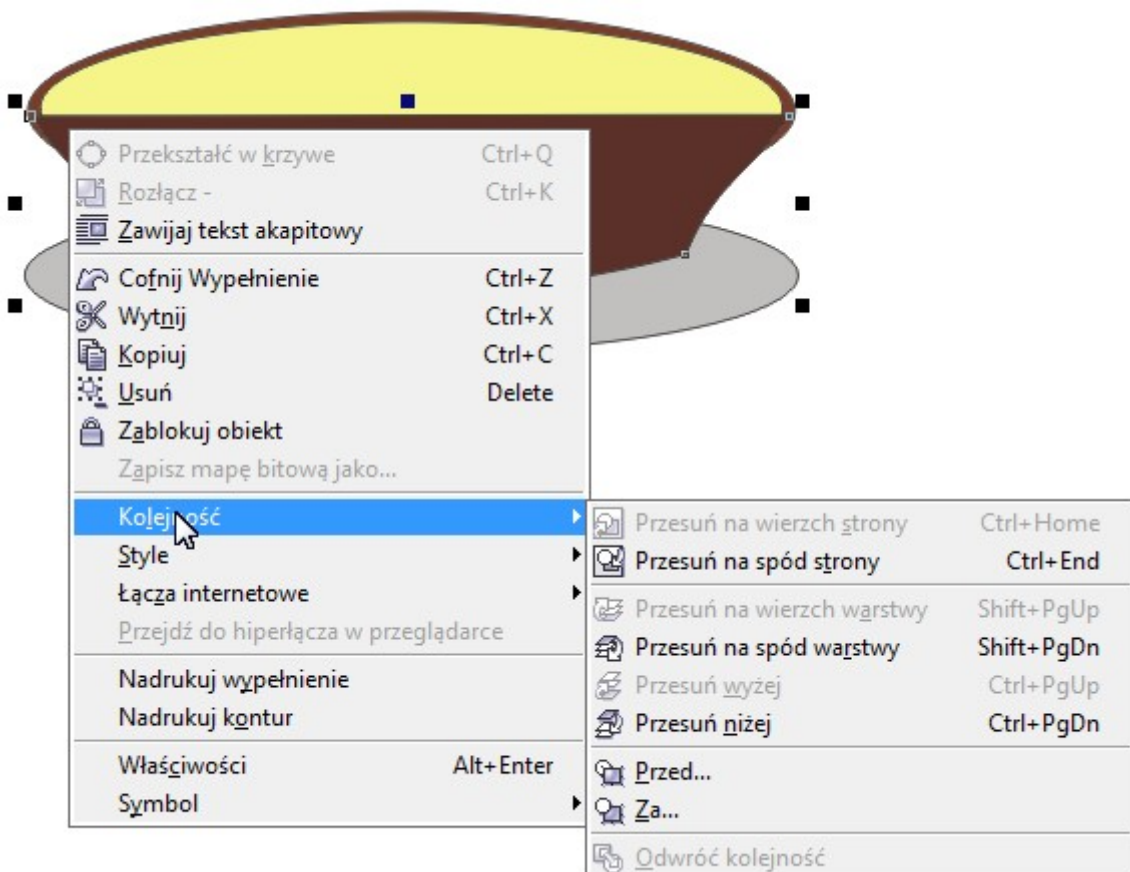 Przekształć w krzywe Ctrl+Q
Rozłącz - Ctrl+K
Zawijaj tekst akapitowy
Cofnij Wypełnienie Ctrl+Z
Wytnij Ctrl+X
Kopiuj Ctrl+C
Usuń Delete
Zablokuj obiekt
Zapisz mapę bitową jako...
Kolejność
Style
Łącza internetowe
Przejdź do hiperłącza w przeglądarce
Nadrukuj wypełnienie
Nadrukuj kontur
Właściwości Alt+Enter
Symbol
Przesuń na wierzch strony Ctrl+Home
Przesuń na spód strony Ctrl+End
Przesuń na wierzch warstwy Shift+PgUp
Przesuń na spód warstwy Shift+PgDn
Przesuń wyżej Ctrl+PgUp
Przesuń niżej Ctrl+PgDn
Przed...
Za...
Odwróć kolejność